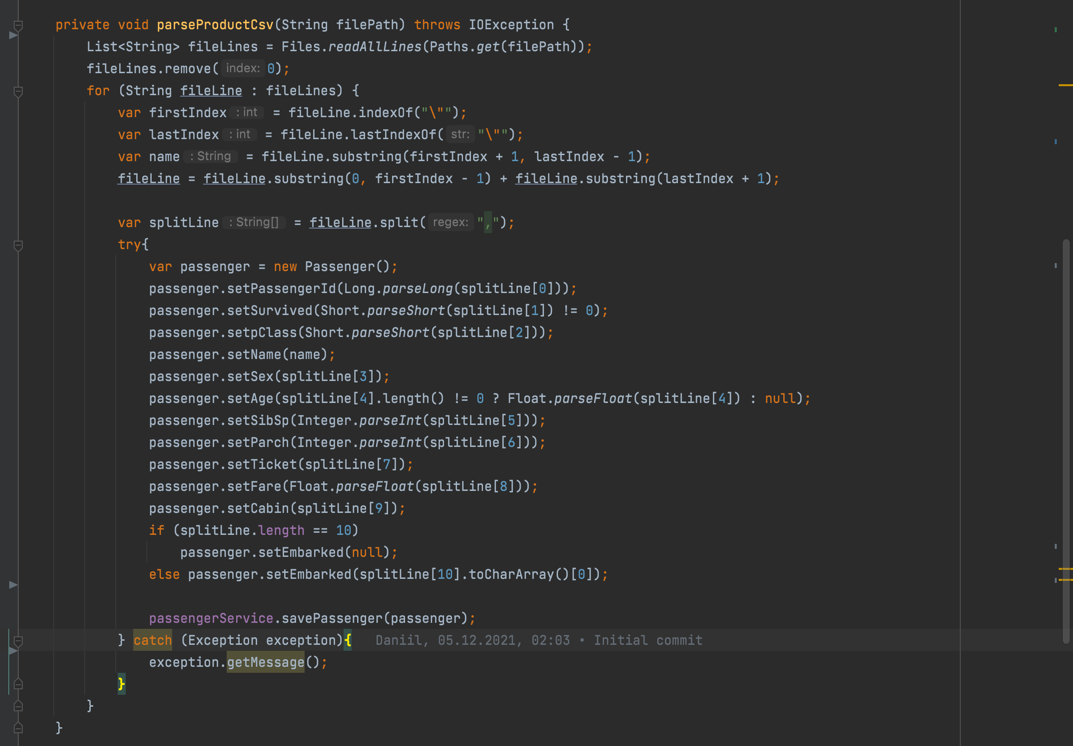 private void parseProductCsv(String filePath) throws IOException {
List<String> fileLines = Files.readAllLines(Paths.get(filePath));
fileLines.remove( index: 0);
for (String fileLine : fileLines) {
var firstIndex : int = fileLine.indexOf("\"");
var lastIndex : int = fileLine.lastIndexOf( str: "\"");
var name : String = fileLine.substring(firstIndex + 1, lastIndex - 1);
fileLine = fileLine.substring(0, firstIndex - 1) + fileLine.substring(lastIndex + 1);
var splitLine : String[] = fileLine.split( regex: ",");
try{
var passenger = new Passenger();
passenger.setPassengerId(Long.parseLong(splitLine[0]));
passenger.setSurvived(Short.parseShort(splitLine[1]) != 0);
passenger.setpClass(Short.parseShort(splitLine[2]));
passenger.setName(name);
passenger.setSex(splitLine[3]);
passenger.setAge(splitLine[4].length() != 0 ? Float.parseFloat(splitLine[4]) : null);
passenger.setSibSp(Integer.parseInt(splitLine[5]));
passenger.setParch(Integer.parseInt(splitLine[6]));
passenger.setTicket(splitLine[7]);
passenger.setFare(Float.parseFloat(splitLine[8]));
passenger.setCabin(splitLine[9]);
if (splitLine.length == 10)
passenger.setEmbarked(null);
else passenger.setEmbarked(splitLine[10].toCharArray()[0]);
passengerService.savePassenger(passenger);
} catch (Exception exception){ Daniil, 05.12.2021, 02:03 • Initial commit
exception.getMessage();
}
}
}